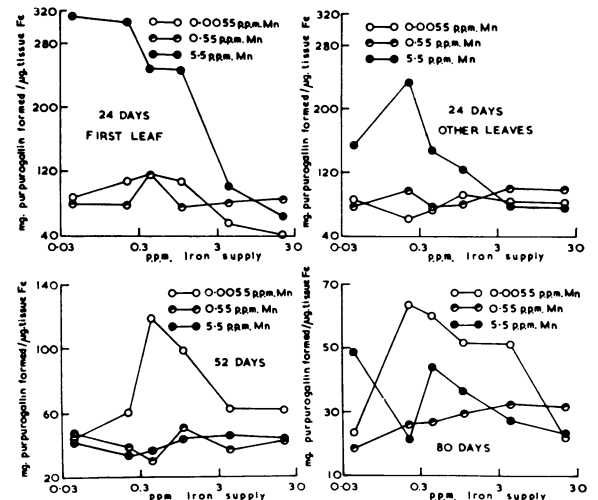 mg. purpurogallin formed/µg. tissue Fe
320
280
200
120
40
0·0055 p.p.m. Mn
0·55 p.p.m. Mn
5·5 p.p.m. Mn
24 DAYS
FIRST LEAF
0·03 0·3 3 30
p.p.m. Iron supply
mg. purpurogallin formed/µg. tissue Fe
320
280
200
120
40
0·0055 p.p.m. Mn
0·55 p.p.m. Mn
5·5 p.p.m. Mn
24 DAYS
OTHER LEAVES
0·03 0·3 3 30
p.p.m. Iron supply
mg. purpurogallin formed/µg. tissue Fe
140
100
60
20
0·0055 p.p.m. Mn
0·55 p.p.m. Mn
5·5 p.p.m. Mn
52 DAYS
0·03 0·3 3 30
ppm Iron supply
mg. purpurogallin formed/µg. tissue Fe
70
50
30
10
0·0055 p.p.m. Mn
0·55 p.p.m. Mn
5·5 p.p.m. Mn
80 DAYS
0·03 0·3 3 30
ppm Iron supply